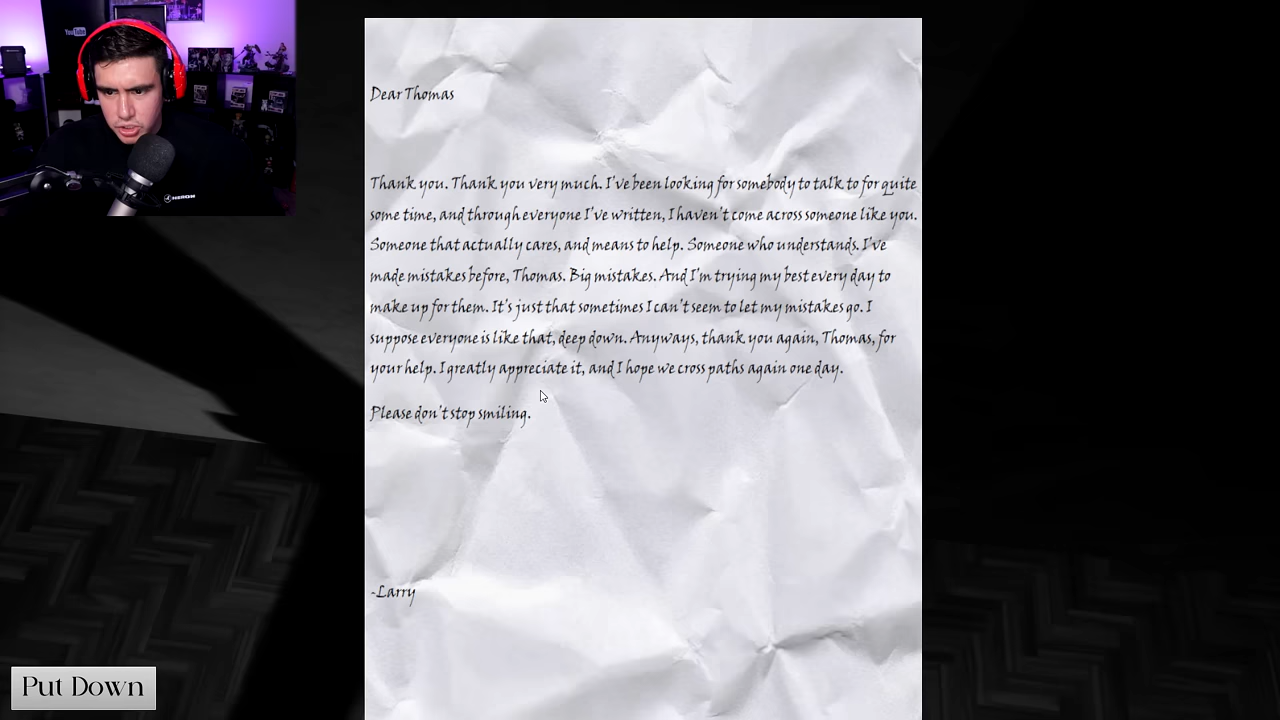 YouTube
HERON
Dear Thomas
Thank you. Thank you very much. I've been looking for somebody to talk to for quite
some time, and through everyone I've written, I haven't come across someone like you.
Someone that actually cares, and means to help. Someone who understands. I've
made mistakes before, Thomas. Big mistakes. And I'm trying my best every day to
make up for them. It's just that sometimes I can't seem to let my mistakes go. I
suppose everyone is like that, deep down. Anyways, thank you again, Thomas, for
your help. I greatly appreciate it, and I hope we cross paths again one day.
Please don't stop smiling.
-Larry
Put Down